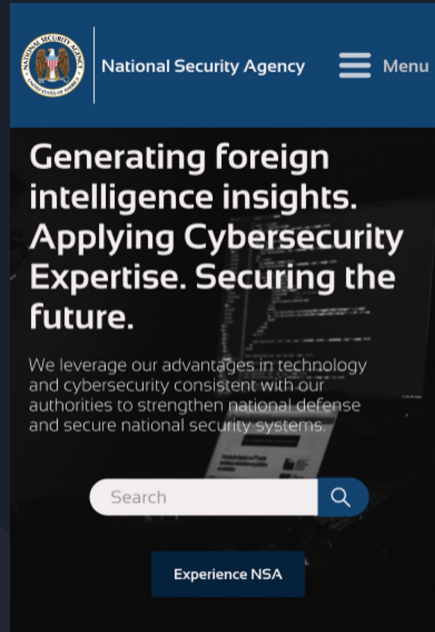 National Security Agency
Menu
Generating foreign
intelligence insights.
Applying Cybersecurity
Expertise. Securing the
future.
We leverage our advantages in technology
and cybersecurity consistent with our
authorities to strengthen national defense
and secure national security systems.
Search
Experience NSA